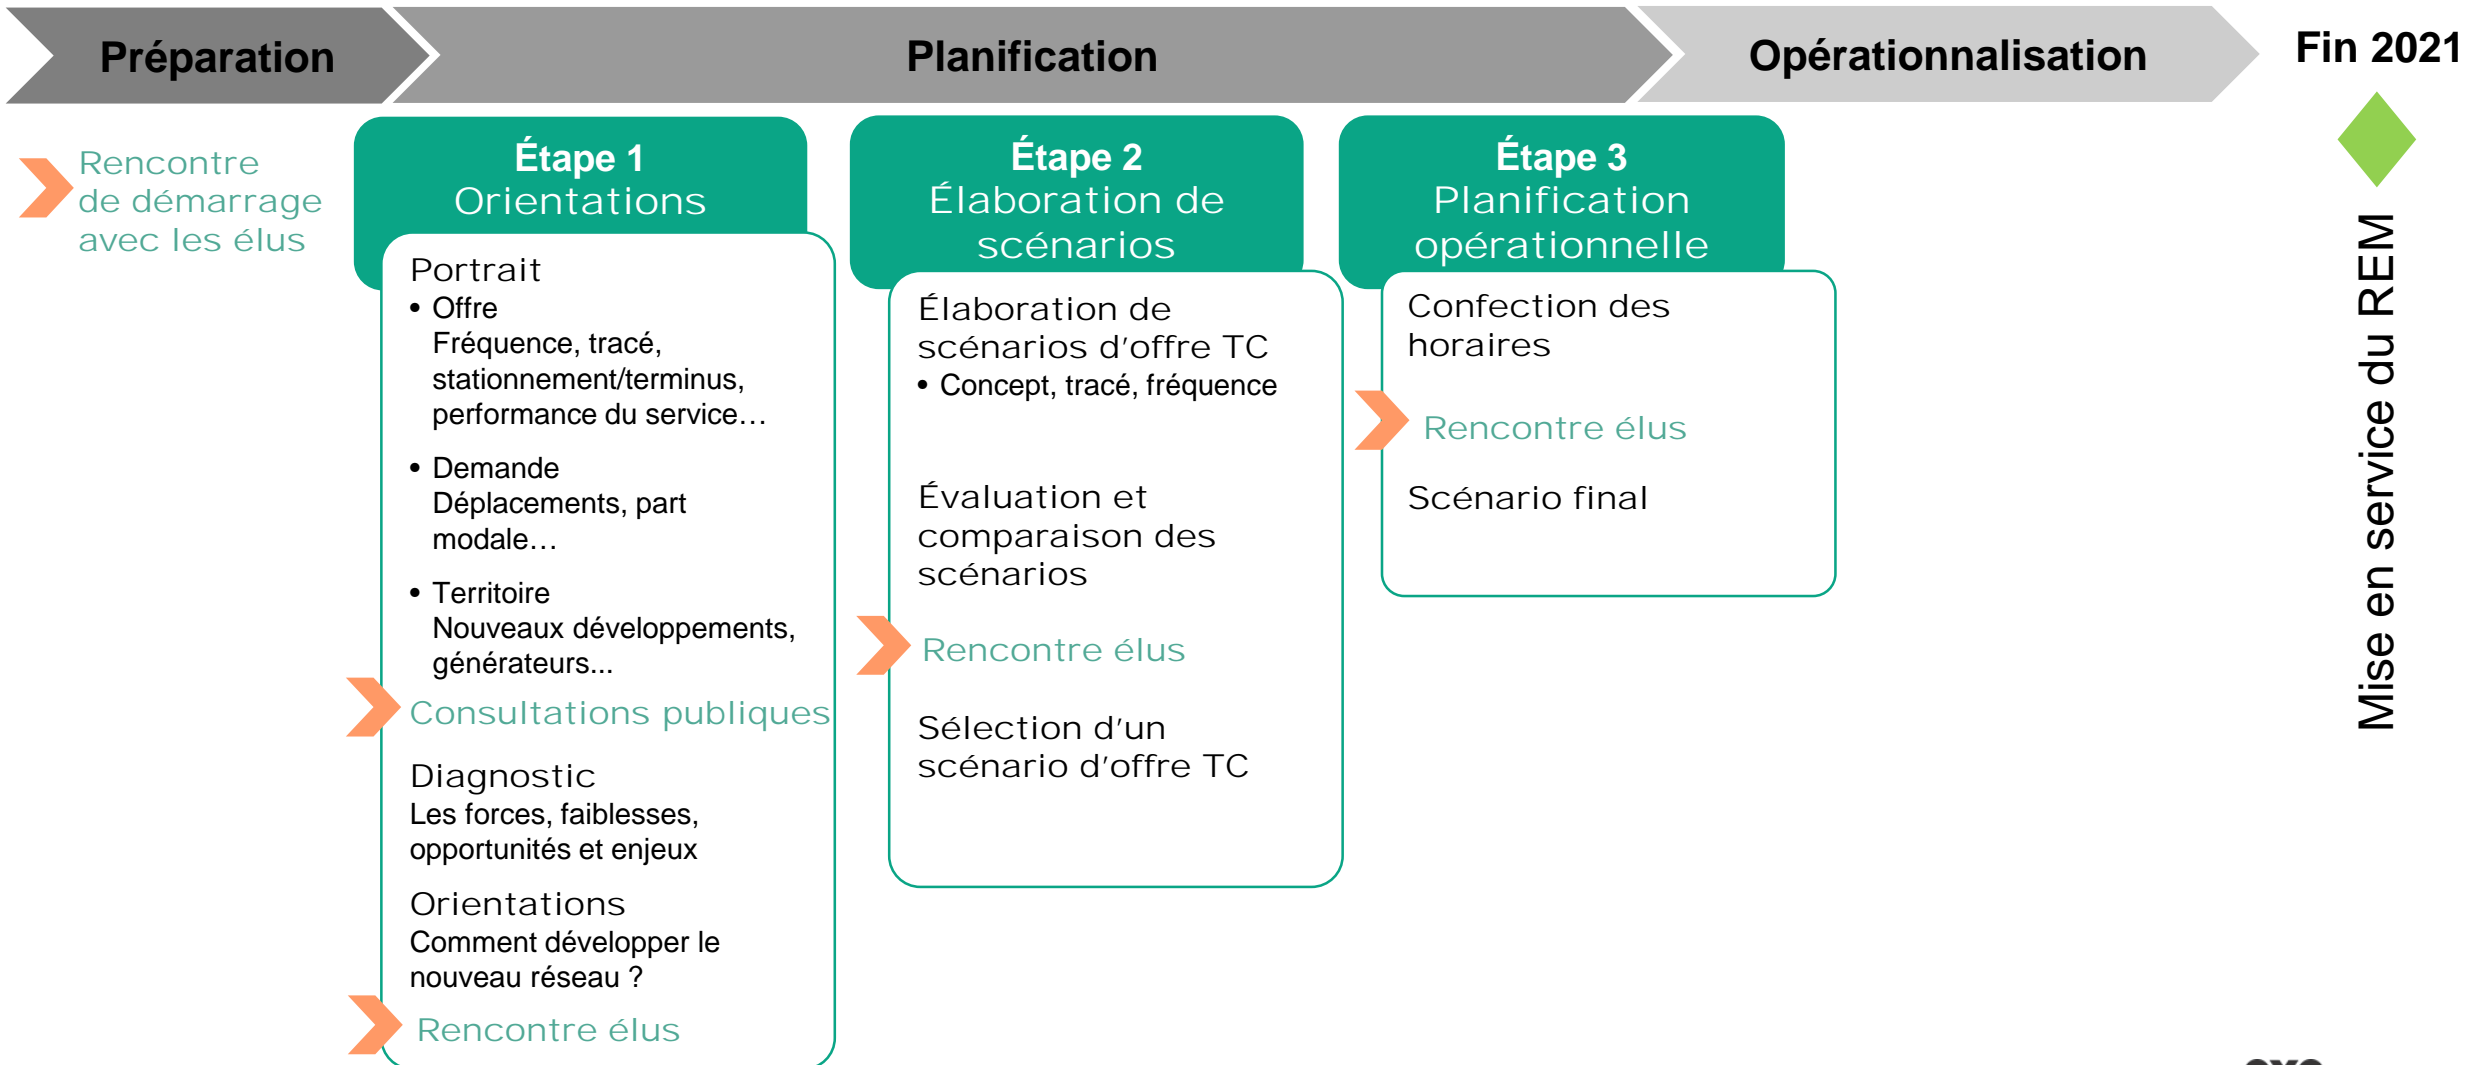 Préparation
Planification
Opérationnalisation
Fin 2021
Rencontre
de démarrage
avec les élus
Étape 1
Orientations
Portrait
• Offre
Fréquence, tracé,
stationnement/terminus,
performance du service…
• Demande
Déplacements, part
modale…
• Territoire
Nouveaux développements,
générateurs...
Consultations publiques
Diagnostic
Les forces, faiblesses,
opportunités et enjeux
Orientations
Comment développer le
nouveau réseau ?
Rencontre élus
Étape 2
Élaboration de
scénarios
Élaboration de
scénarios d'offre TC
• Concept, tracé, fréquence
Évaluation et
comparaison des
scénarios
Rencontre élus
Sélection d'un
scénario d'offre TC
Étape 3
Planification
opérationnelle
Confection des
horaires
Rencontre élus
Scénario final
Mise en service du REM